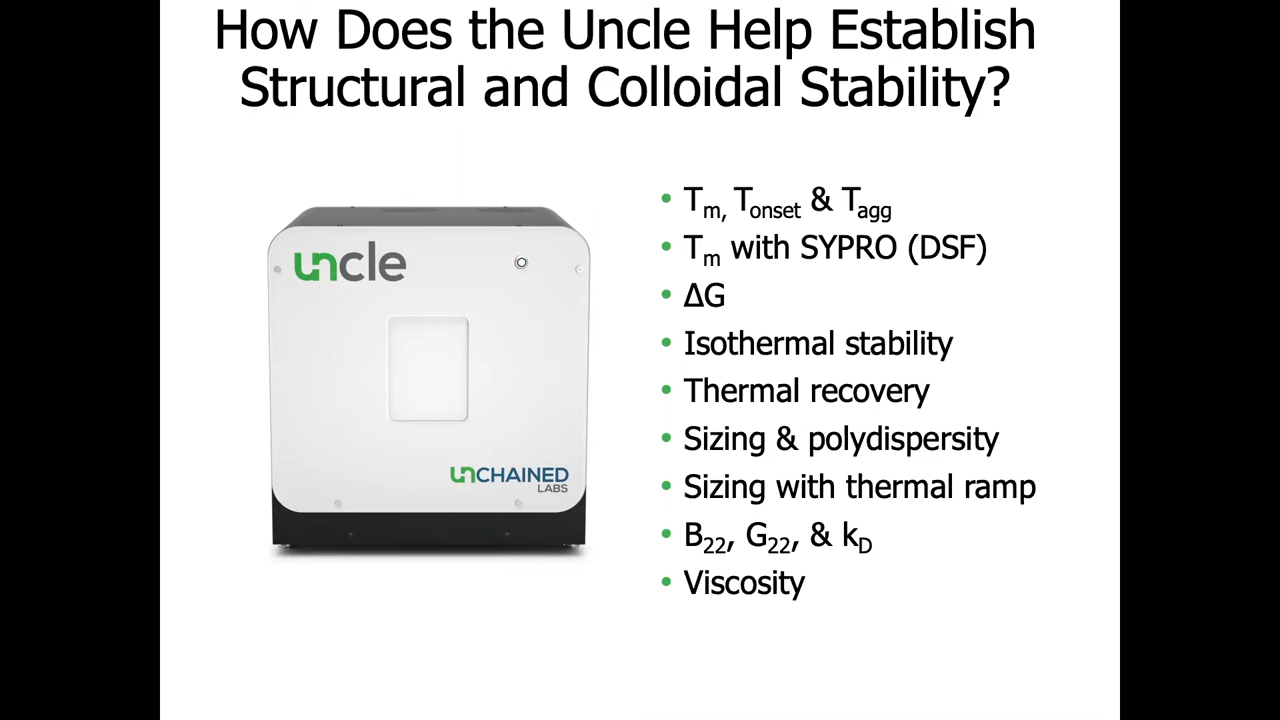 How Does the Uncle Help Establish
Structural and Colloidal Stability?
uncle
UNCHAINED
LABS
• Tm, Tonset & Tagg
• Tm with SYPRO (DSF)
• ΔG
• Isothermal stability
• Thermal recovery
• Sizing & polydispersity
• Sizing with thermal ramp
• B22, G22, & kD
• Viscosity